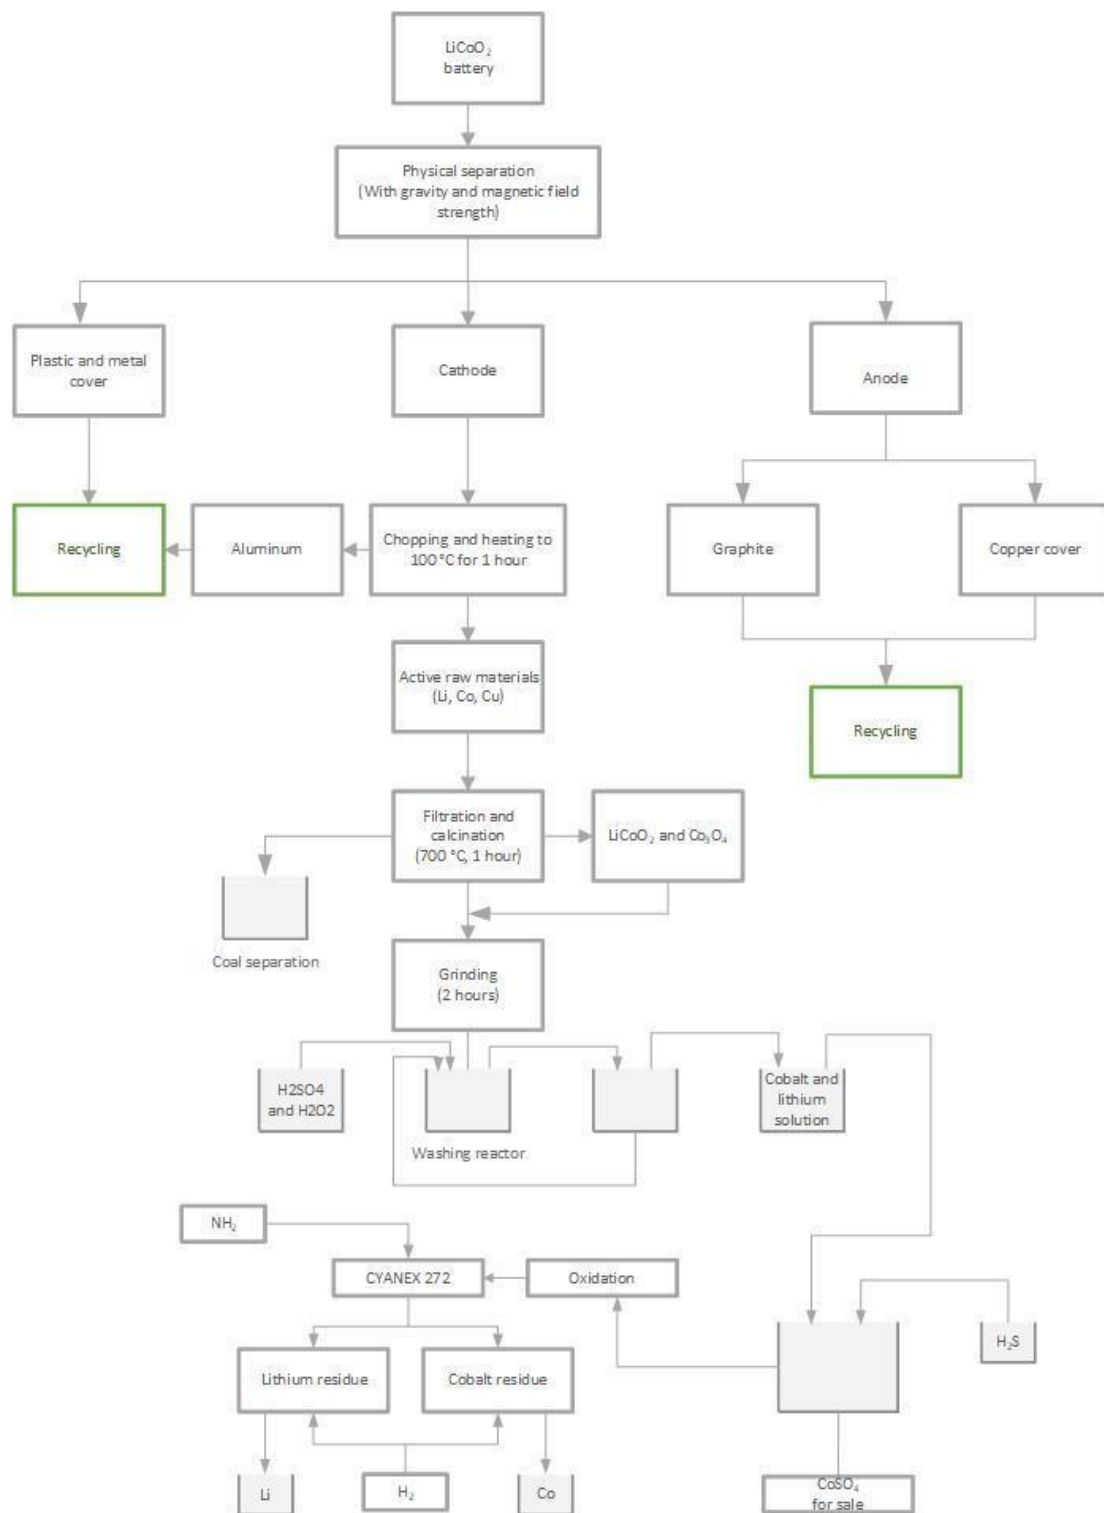 LiCoO₂
battery
Physical separation
(With gravity and magnetic field
strength)
Plastic and metal
cover
Cathode
Anode
Recycling
Aluminum
Chopping and heating to
100 °C for 1 hour
Graphite
Copper cover
Active raw materials
(Li, Co, Cu)
Recycling
Filtration and
calcination
(700 °C, 1 hour)
LiCoO₂ and Co₃O₄
Coal separation
Grinding
(2 hours)
H2SO4
and H2O2
Cobalt and
lithium
solution
Washing reactor
NH₂
CYANEX 272
Oxidation
H₂S
Lithium residue
Cobalt residue
Li
H₂
Co
CoSO₄
for sale